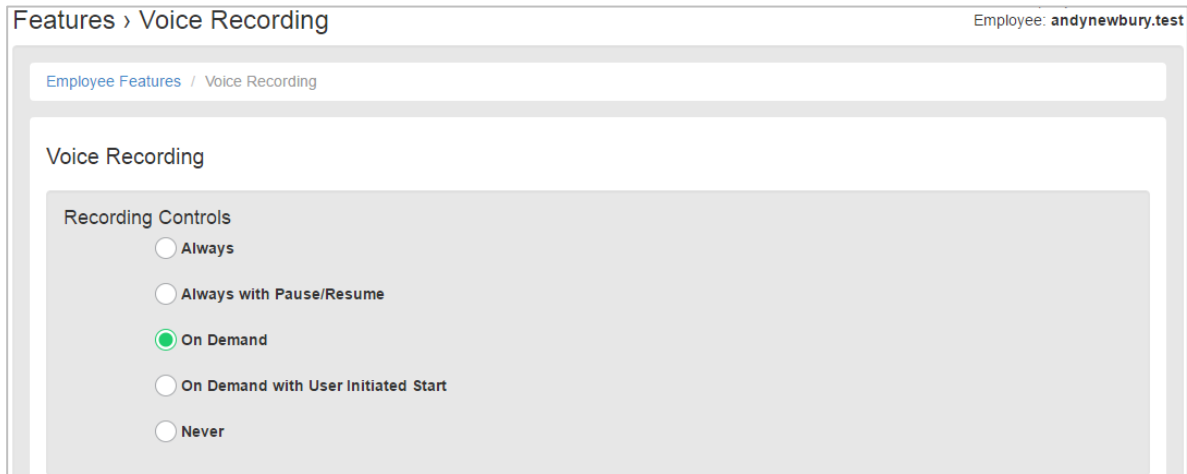 Features › Voice Recording
Employee: andynewbury.test
Employee Features / Voice Recording
Voice Recording
Recording Controls
Always
Always with Pause/Resume
On Demand
On Demand with User Initiated Start
Never